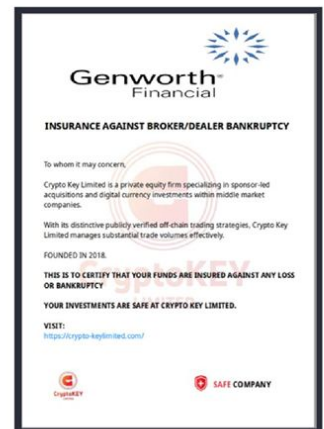 Genworth®
Financial
INSURANCE AGAINST BROKER/DEALER BANKRUPTCY
To whom it may concern,
Crypto Key Limited is a private equity firm specializing in sponsor-led
acquisitions and digital currency investments within middle market
companies.
With its distinctive publicly verified off-chain trading strategies, Crypto Key
Limited manages substantial trade volumes effectively.
FOUNDED IN 2018.
THIS IS TO CERTIFY THAT YOUR FUNDS ARE INSURED AGAINST ANY LOSS
OR BANKRUPTCY
YOUR INVESTMENTS ARE SAFE AT CRYPTO KEY LIMITED.
VISIT:
https://crypto-keylimited.com/
CryptoKEY
LIMITED
CryptoKEY
SAFE COMPANY